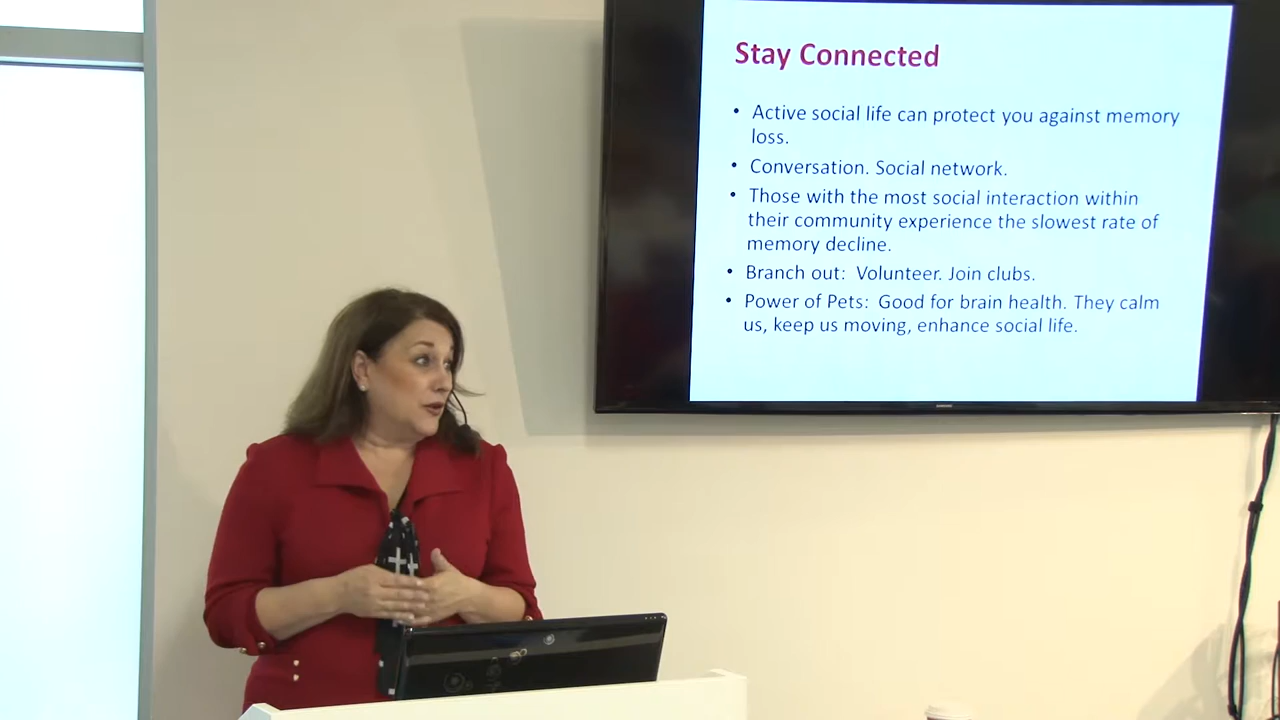 Stay Connected
• Active social life can protect you against memory
loss.
• Conversation. Social network.
• Those with the most social interaction within
their community experience the slowest rate of
memory decline.
• Branch out:  Volunteer. Join clubs.
• Power of Pets:  Good for brain health. They calm
us, keep us moving, enhance social life.
SAMSUNG